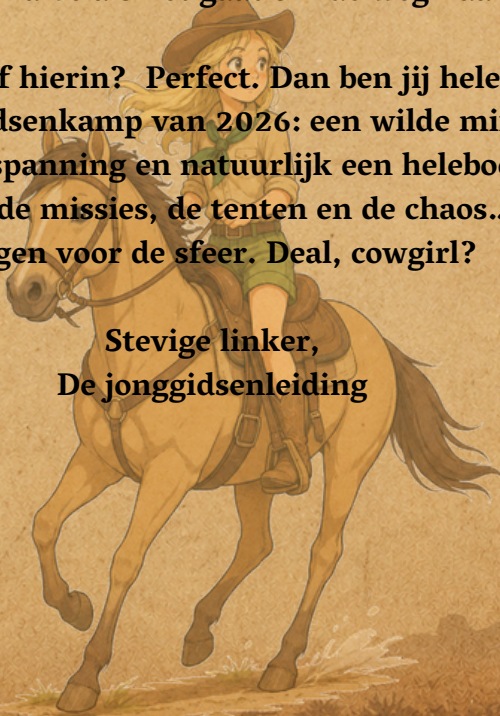 f hierin? Perfect. Dan ben jij hele
dsenkamp van 2026: een wilde mi
spanning en natuurlijk een helebo
de missies, de tenten en de chaos..
gen voor de sfeer. Deal, cowgirl?
Stevige linker,
De jonggidsenleiding